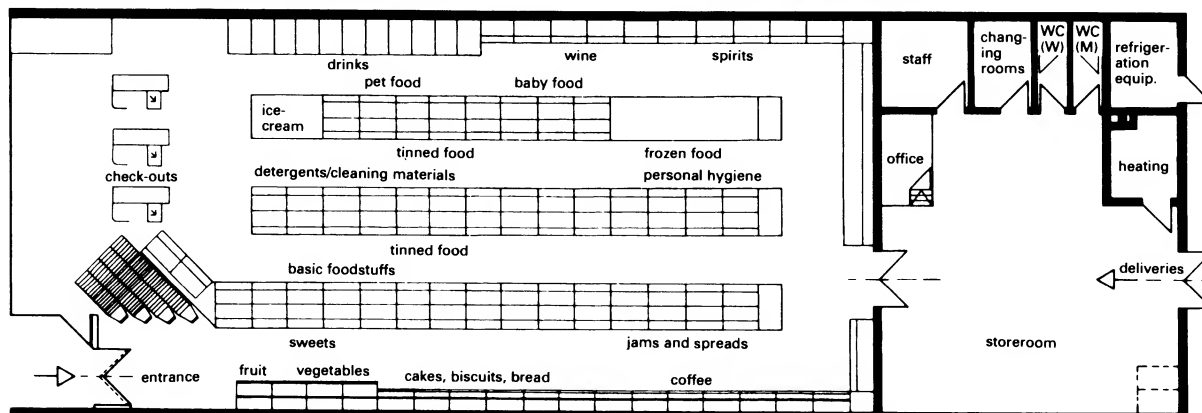 drinks
wine
spirits
staff
chang-
ing
rooms
WC
(W)
WC
(M)
refriger-
ation
equip.
pet food
baby food
ice-
cream
tinned food
frozen food
check-outs
detergents/cleaning materials
personal hygiene
office
heating
tinned food
basic foodstuffs
deliveries
sweets
jams and spreads
storeroom
entrance
fruit
vegetables
cakes, biscuits, bread
coffee